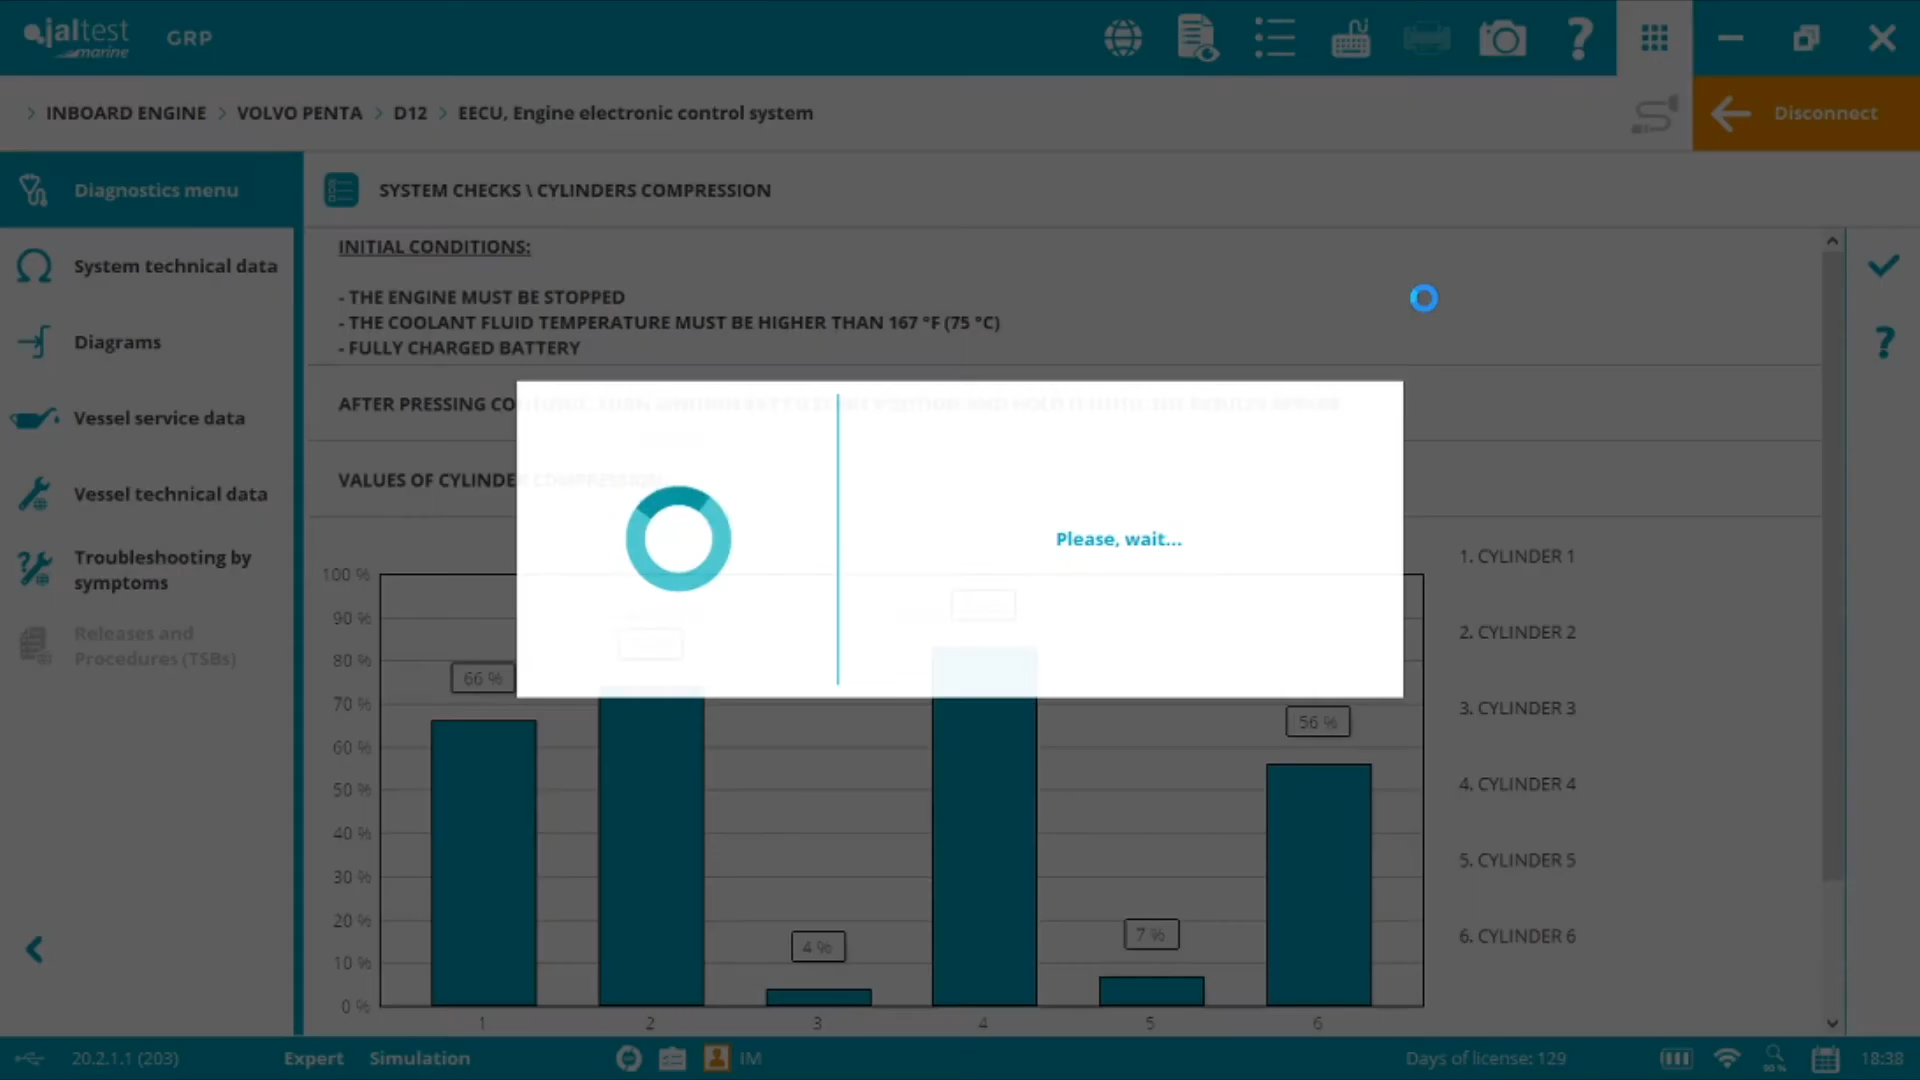 jaltest
marine
GRP
INBOARD ENGINE VOLVO PENTA D12 EECU, Engine electronic control system
Disconnect
Diagnostics menu
System technical data
Diagrams
Vessel service data
Vessel technical data
Troubleshooting by
symptoms
Releases and
Procedures (TSBs)
SYSTEM CHECKS \ CYLINDERS COMPRESSION
INITIAL CONDITIONS:
- THE ENGINE MUST BE STOPPED
- THE COOLANT FLUID TEMPERATURE MUST BE HIGHER THAN 167 °F (75 °C)
- FULLY CHARGED BATTERY
AFTER PRESSING
VALUES OF CYLINDER COMPRESSION
Please, wait...
100 %
90 %
80 %
70 %
60 %
50 %
40 %
30 %
20 %
10 %
0 %
66 %
4 %
7 %
56 %
1
2
3
4
5
6
1. CYLINDER 1
2. CYLINDER 2
3. CYLINDER 3
4. CYLINDER 4
5. CYLINDER 5
6. CYLINDER 6
20.2.1.1 (203)
Expert
Simulation
IM
Days of license: 129
90 %
18:38